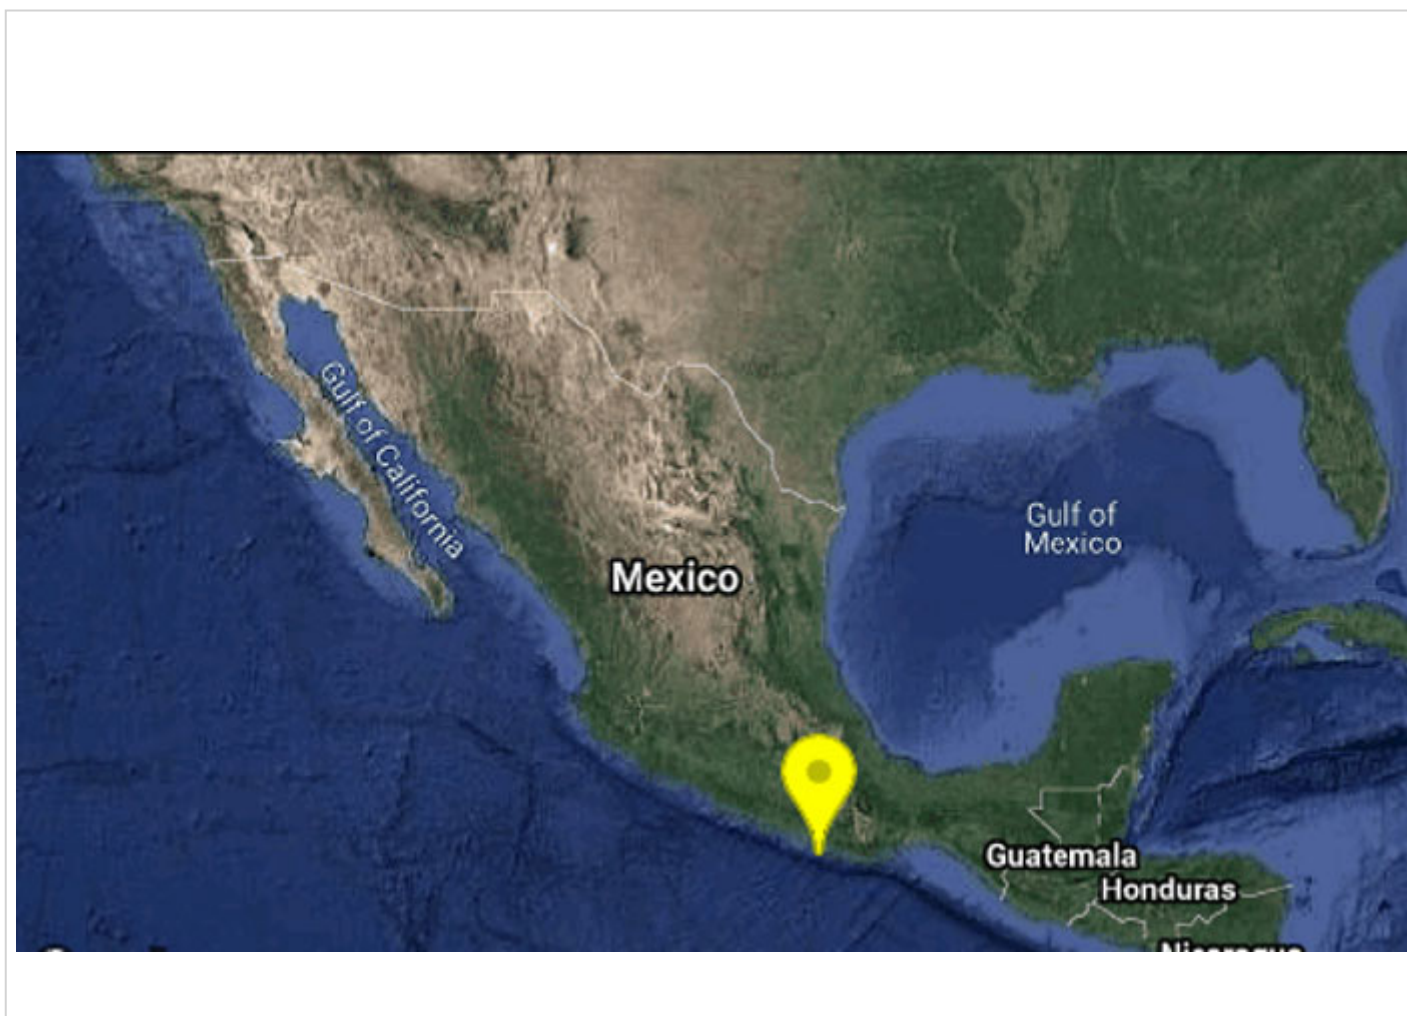 Gulf of California
Gulf of
Mexico
Mexico
Guatemala
Honduras